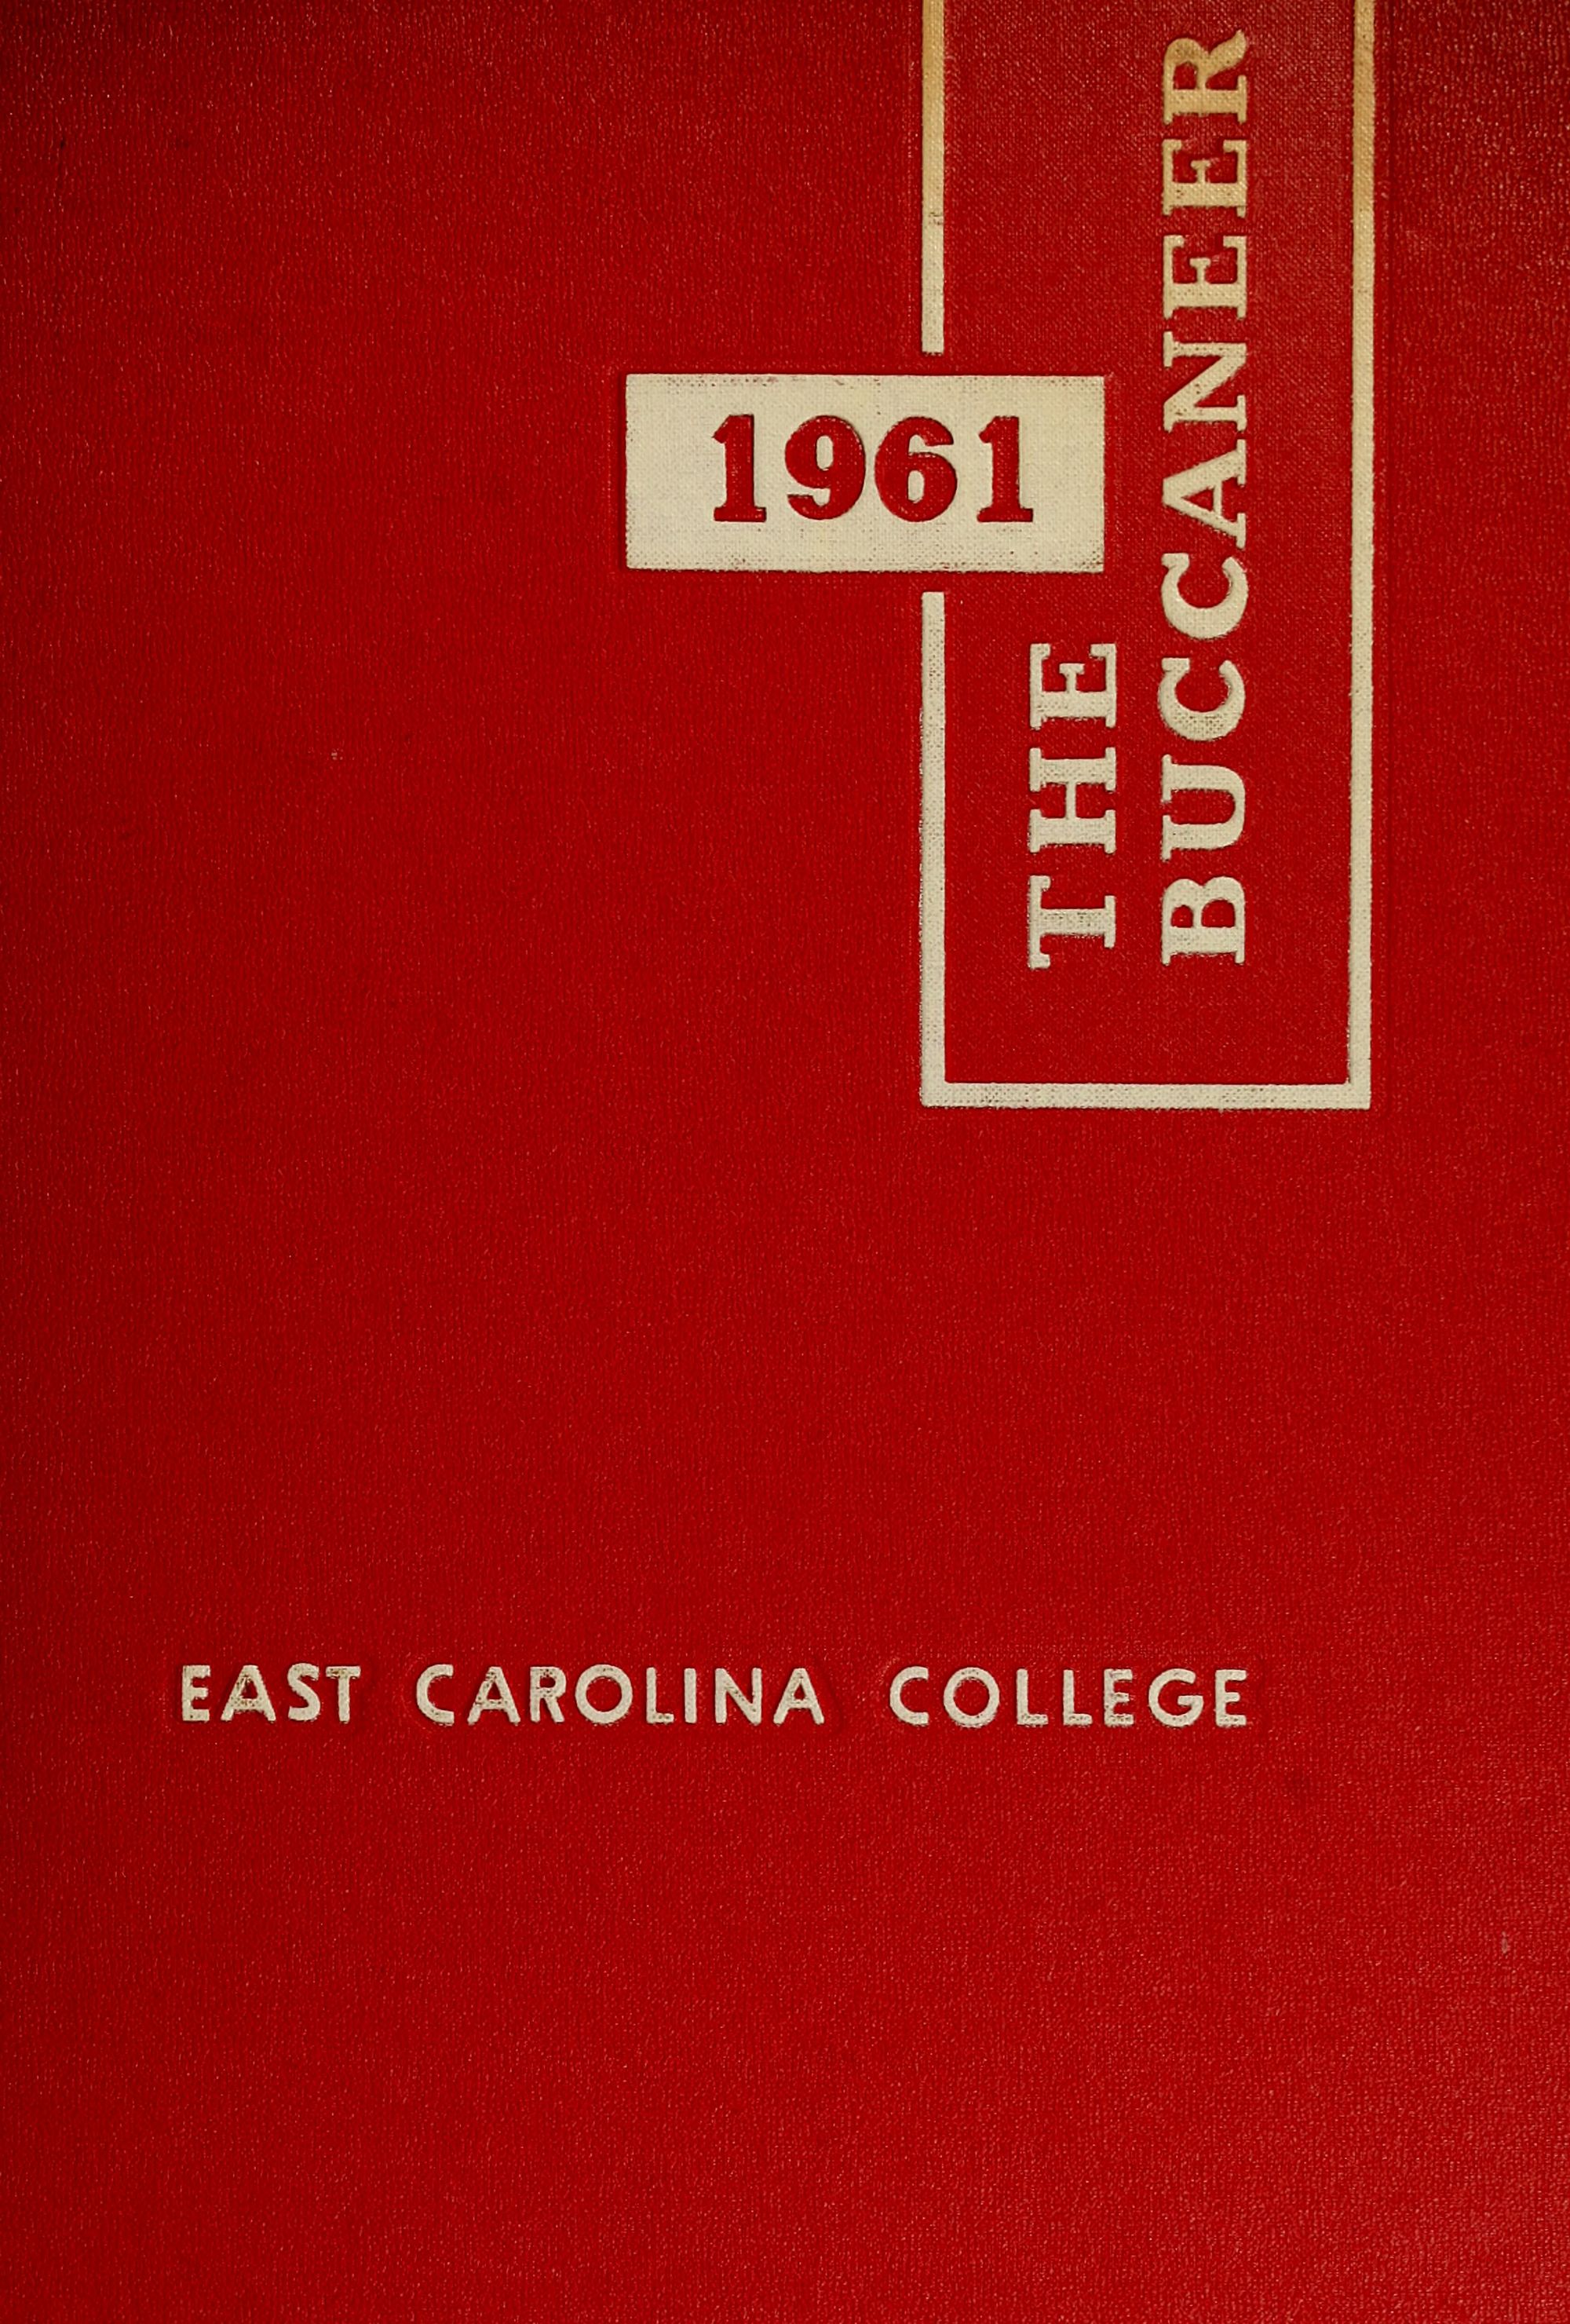 1961
THE
BUCCANEER
EAST CAROLINA COLLEGE